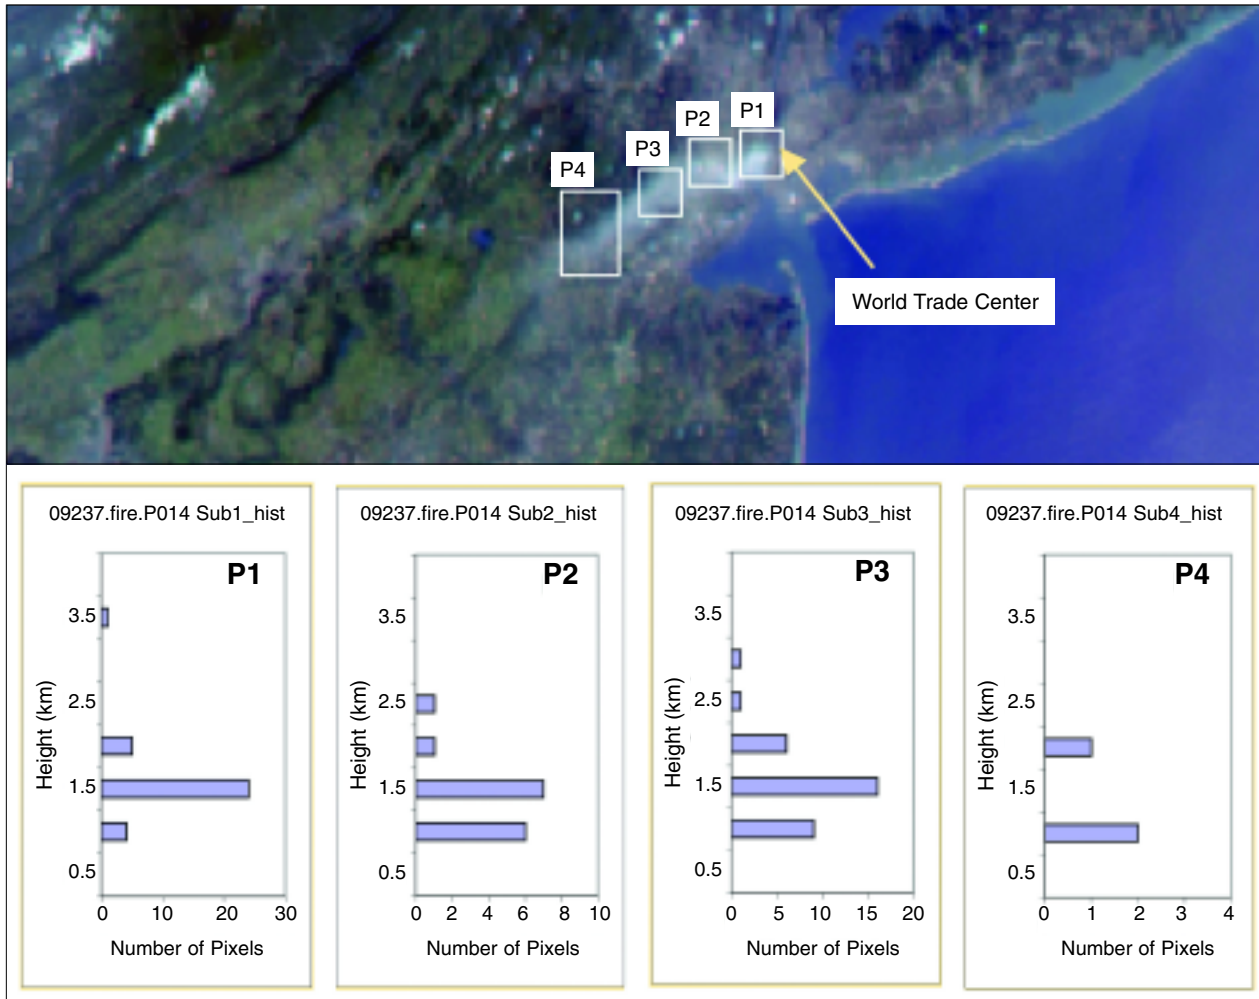 P1
P2
P3
P4
World Trade Center
09237.fire.P014 Sub1_hist
P1
3.5
2.5
1.5
0.5
Height (km)
0 10 20 30
Number of Pixels
09237.fire.P014 Sub2_hist
P2
3.5
2.5
1.5
0.5
Height (km)
0 2 4 6 8 10
Number of Pixels
09237.fire.P014 Sub3_hist
P3
3.5
2.5
1.5
0.5
Height (km)
0 5 10 15 20
Number of Pixels
09237.fire.P014 Sub4_hist
P4
3.5
2.5
1.5
0.5
Height (km)
0 1 2 3 4
Number of Pixels